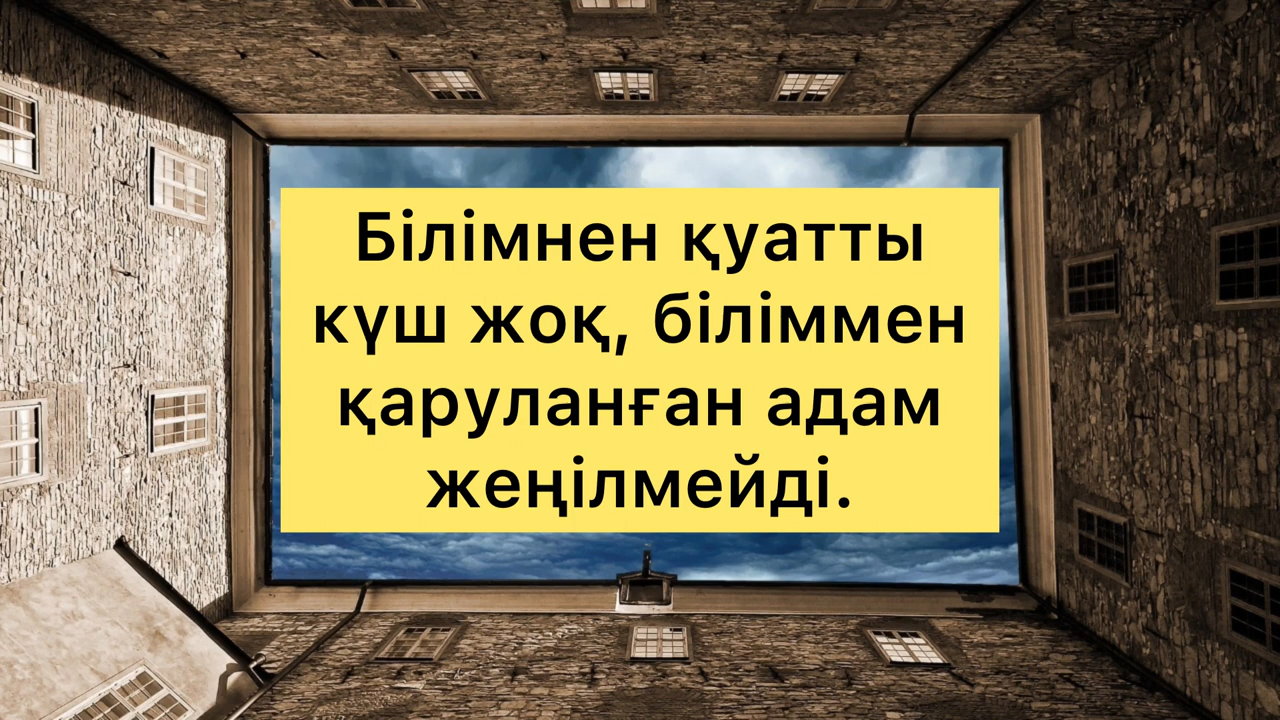 Білімнен қуатты
күш жоқ, біліммен
қаруланған адам
жеңілмейді.